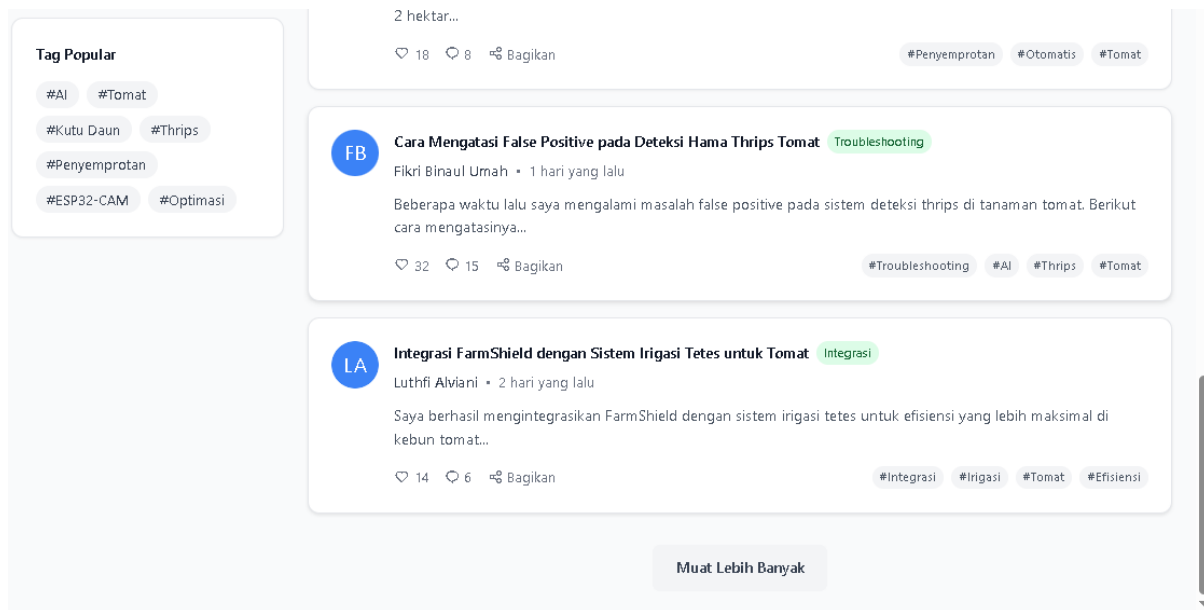 Tag Popular
#AI #Tomat
#Kutu Daun #Thrips
#Penyemprotan
#ESP32-CAM #Optimasi
2 hektar...
18 8 Bagikan #Penyemprotan #Otomatis #Tomat
FB
Cara Mengatasi False Positive pada Deteksi Hama Thrips Tomat Troubleshooting
Fikri Binaul Umah • 1 hari yang lalu
Beberapa waktu lalu saya mengalami masalah false positive pada sistem deteksi thrips di tanaman tomat. Berikut
cara mengatasinya...
32 15 Bagikan #Troubleshooting #AI #Thrips #Tomat
LA
Integrasi FarmShield dengan Sistem Irigasi Tetes untuk Tomat Integrasi
Luthfi Alviani • 2 hari yang lalu
Saya berhasil mengintegrasikan FarmShield dengan sistem irigasi tetes untuk efisiensi yang lebih maksimal di
kebun tomat...
14 6 Bagikan #Integrasi #Irigasi #Tomat #Efisiensi
Muat Lebih Banyak